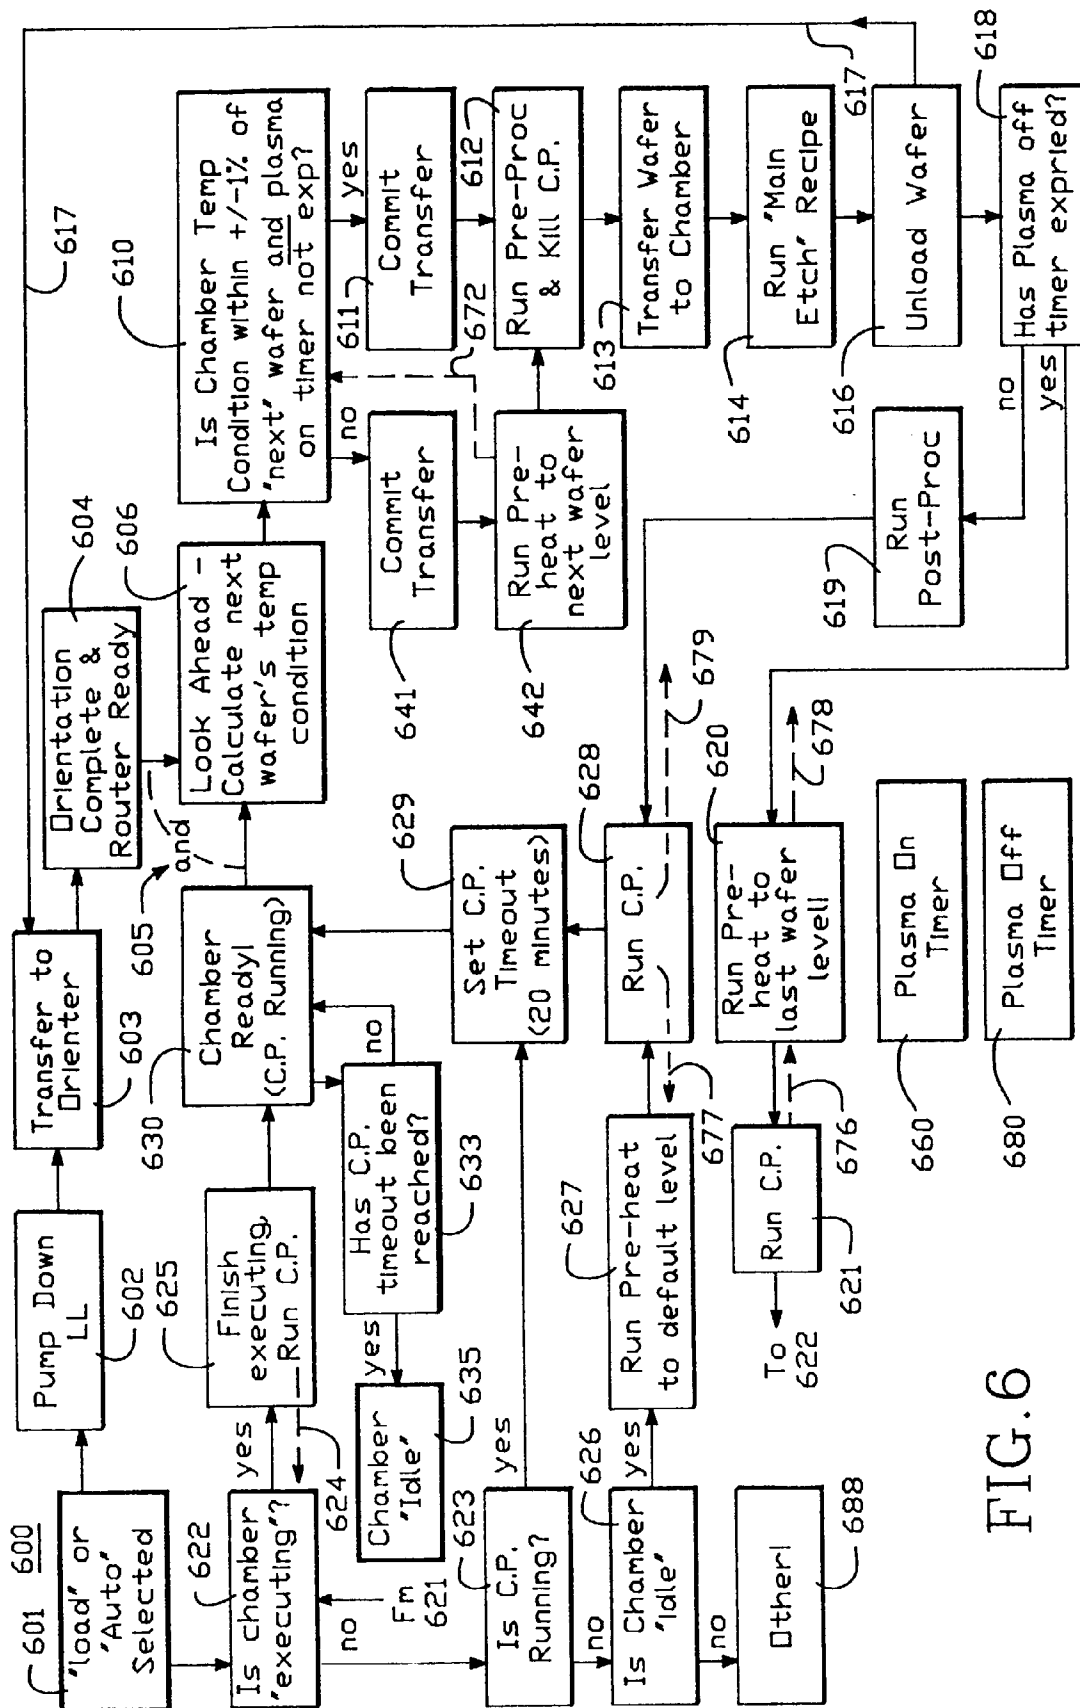 600
601
'load' or
'Auto'
Selected
Pump Down
LL
602
Transfer to
Orienter
603
Orientation
Complete &
Router Ready
604
605
and
617
622
Is chamber
'executing'?
yes
no
Fm
621
624
625
Finish
executing,
Run C.P.
630
Chamber
Ready!
(C.P. Running)
606
Look Ahead -
Calculate next
wafer's temp
condition
610
Is Chamber Temp
Condition within +/-1% of
'next' wafer and plasma
on timer not exp?
no
yes
Has C.P.
timeout been
reached?
633
no
yes
Chamber
'Idle'
635
611
Commit
Transfer
Commit
Transfer
641
672
623
Is C.P.
Running?
yes
no
Set C.P.
Timeout
(20 minutes)
629
Run Pre-
heat to
next wafer
level
642
Run Pre-Proc
& Kill C.P.
612
626
Is Chamber
'Idle'
yes
no
627
Run Pre-heat
to default level
677
Run C.P.
628
679
613
Transfer Wafer
to Chamber
Other!
688
To
622
Run C.P.
621
676
Run Pre-
heat to
last wafer
level!
620
678
614
Run 'Main
Etch' Recipe
616
Unload Wafer
617
619
Run
Post-Proc
no
yes
Has Plasma off
timer expried?
618
Plasma On
Timer
660
Plasma Off
Timer
680
FIG.6